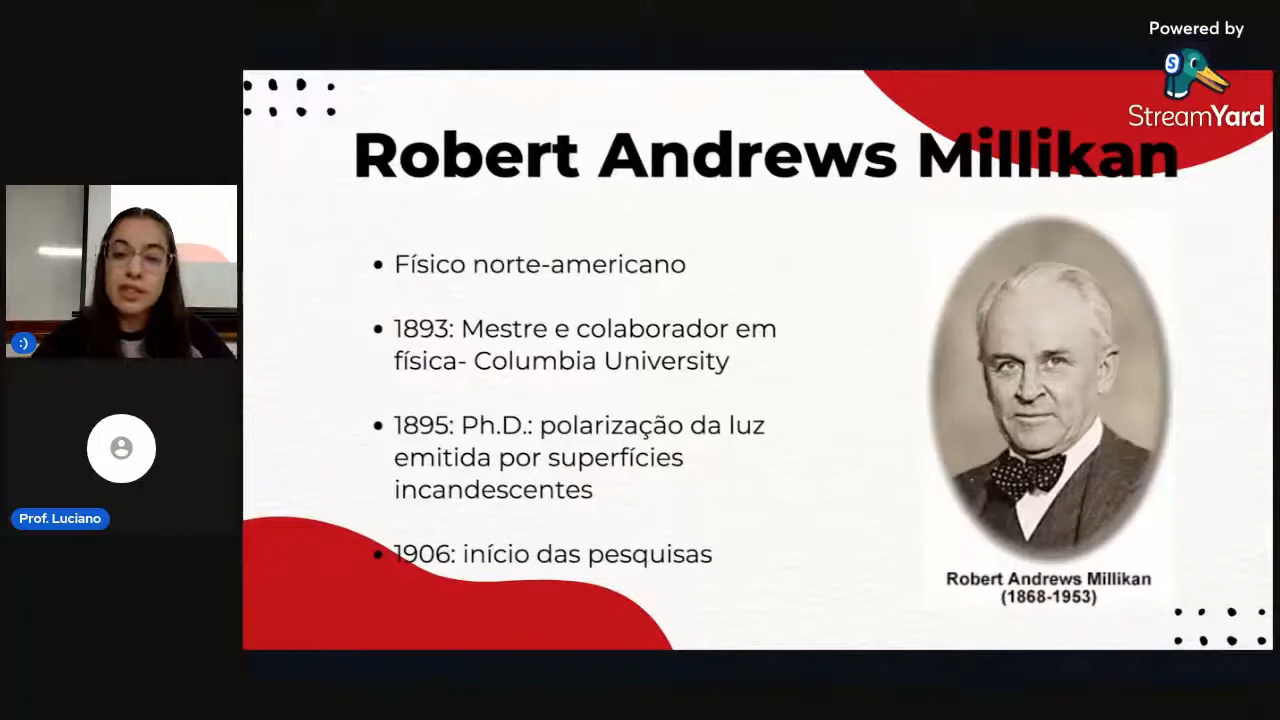 Powered by
StreamYard
Robert Andrews Millikan
• Físico norte-americano
• 1893: Mestre e colaborador em
física- Columbia University
• 1895: Ph.D.: polarização da luz
emitida por superfícies
incandescentes
• 1906: início das pesquisas
Robert Andrews Millikan
(1868-1953)
:)
Prof. Luciano
S